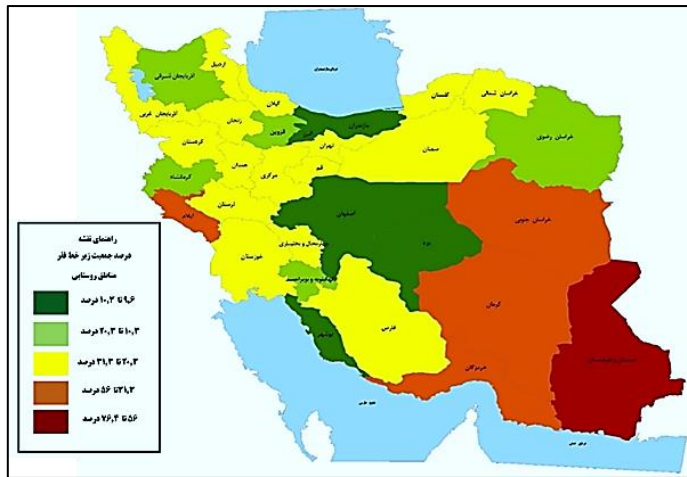 اردبیل
آذربایجان شرقی
گیلان
آذربایجان غربی
زنجان
قزوین
مازندران
گلستان
خراسان شمالی
خراسان رضوی
کردستان
تهران
سمنان
همدان
قم
مرکزی
کرمانشاه
لرستان
ایلام
اصفهان
یزد
خراسان جنوبی
چهارمحال و بختیاری
خوزستان
کهگیلویه و بویراحمد
فارس
بوشهر
کرمان
هرمزگان
سیستان و بلوچستان
راهنمای نقشه
درصد جمعیت زیر خط فقر
مناطق روستایی
۹,۶ تا ۱۰,۳ درصد
۱۰,۳ تا ۲۰,۳ درصد
۲۰,۳ تا ۳۱,۳ درصد
۳۱,۳ تا ۵۶ درصد
۵۶ تا ۷۶,۴ درصد